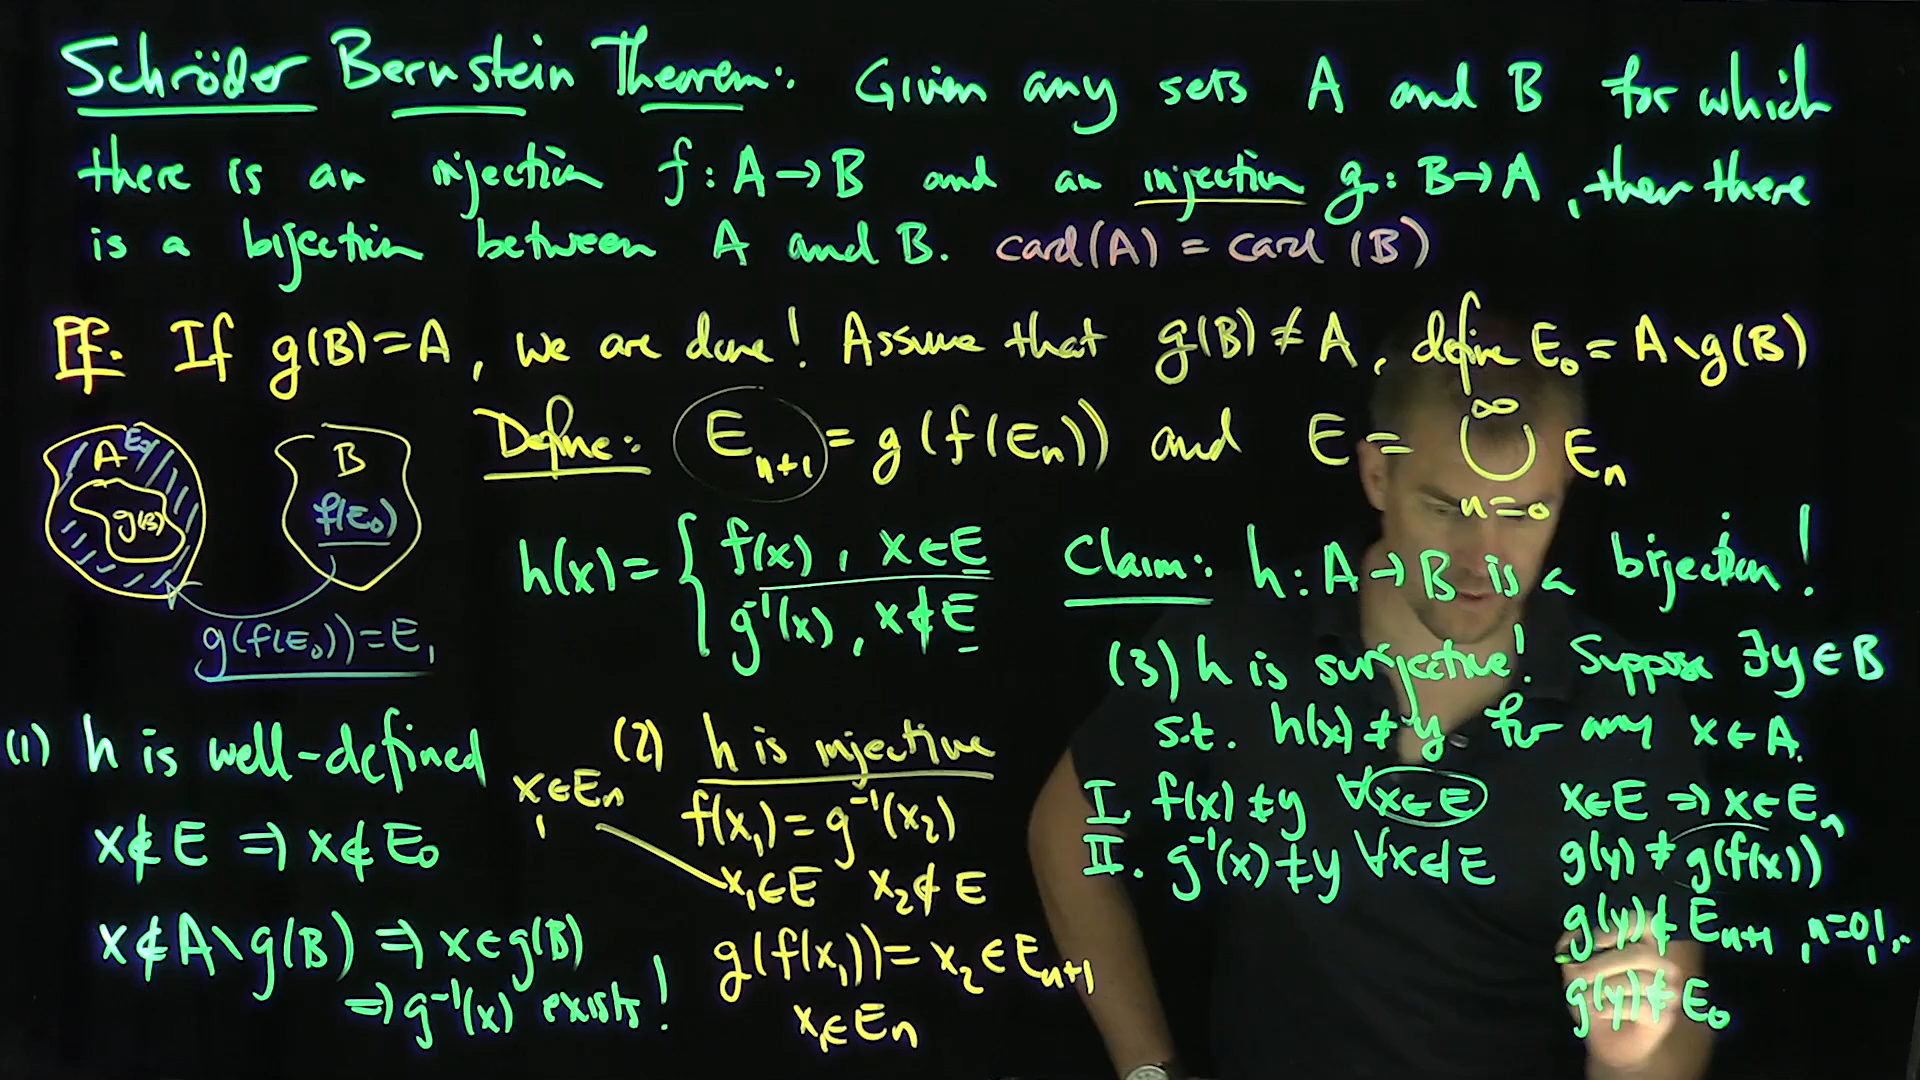 Schröder Bernstein Theorem: Given any sets A and B for which
there is an injection f: A→B and an injection g: B→A, then there
is a bijection between A and B. card(A) = card (B)
Pf. If g(B)=A, we are done! Assume that g(B)≠A, define E₀ = A∖g(B)
Define: Eₙ₊₁ = g(f(Eₙ)) and E = ⋃ₙ₌₀^∞ Eₙ
A E₀ g(B)
B f(E₀)
g(f(E₀))=E₁
h(x)= { f(x), x∈E
g⁻¹(x), x∉E
Claim: h: A→B is a bijection!
(1) h is well-defined
x∉E ⇒ x∉E₀
x∉A∖g(B) ⇒ x∈g(B)
⇒ g⁻¹(x) exists!
(2) h is injective
f(x₁)=g⁻¹(x₂)
x₁∈Eₙ
x₁∈E x₂∉E
g(f(x₁))= x₂∈Eₙ₊₁
x₁∈Eₙ
(3) h is surjective! Suppose ∃y∈B
s.t. h(x)≠y for any x∈A.
I. f(x)≠y ∀x∈E
II. g⁻¹(x)≠y ∀x∉E
x∈E ⇒ x∈Eₙ
g(y)≠g(f(x))
g(y)∉Eₙ₊₁, n=0,1,..
g(y)∉E₀